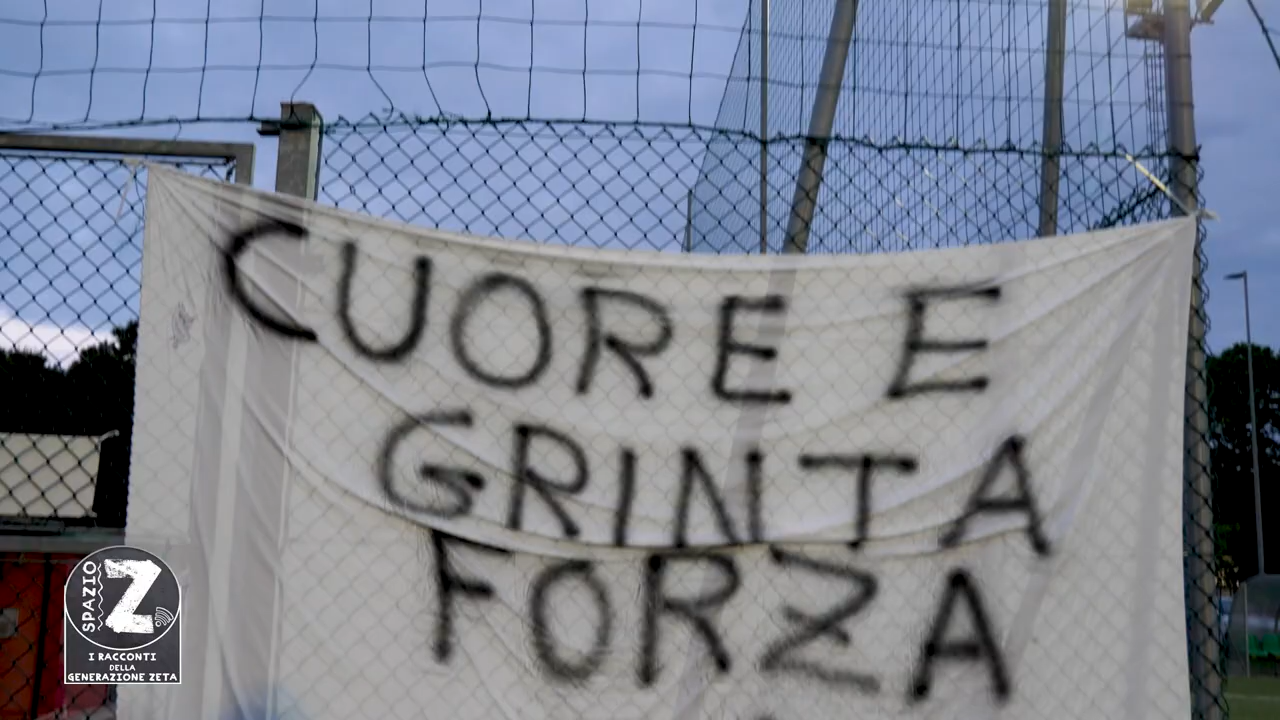 CUORE E
GRINTA
FORZA
SPAZIO
Z
I RACCONTI
DELLA
GENERAZIONE ZETA